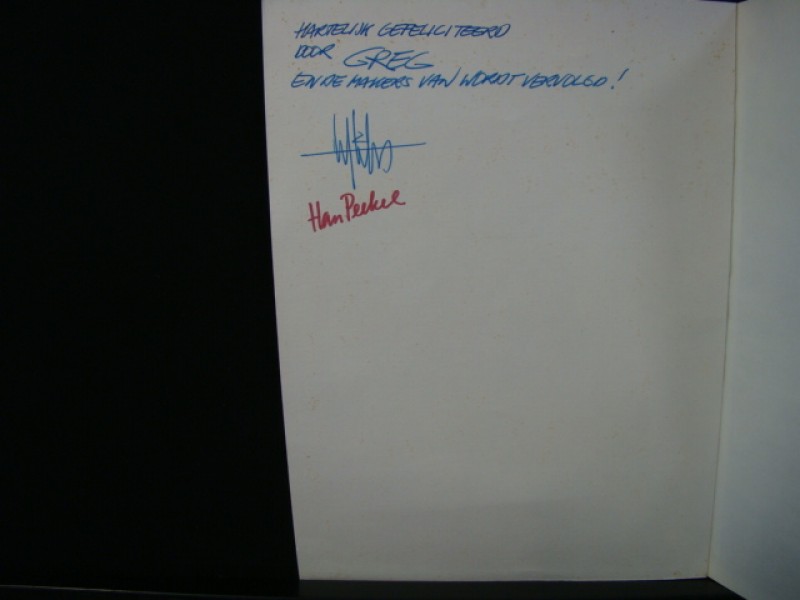 HARTELIJK GEFELICITEERD
DOOR GREG
EN DE MAKERS VAN WORDT VERVOLGD!
Han Peekel